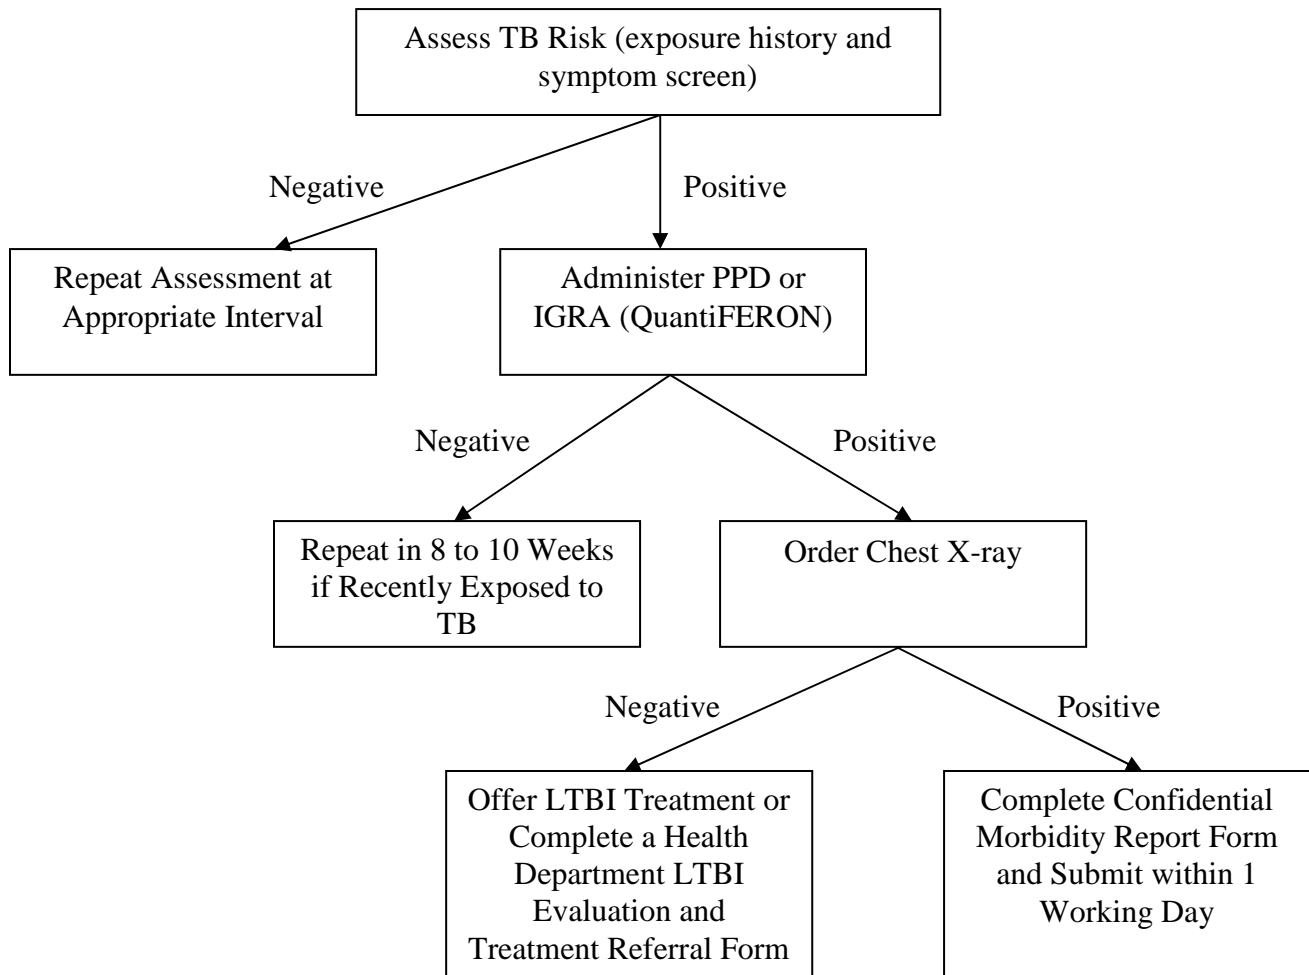 Assess TB Risk (exposure history and
symptom screen)
Negative
Positive
Repeat Assessment at
Appropriate Interval
Administer PPD or
IGRA (QuantiFERON)
Negative
Positive
Repeat in 8 to 10 Weeks
if Recently Exposed to
TB
Order Chest X-ray
Negative
Positive
Offer LTBI Treatment or
Complete a Health
Department LTBI
Evaluation and
Treatment Referral Form
Complete Confidential
Morbidity Report Form
and Submit within 1
Working Day